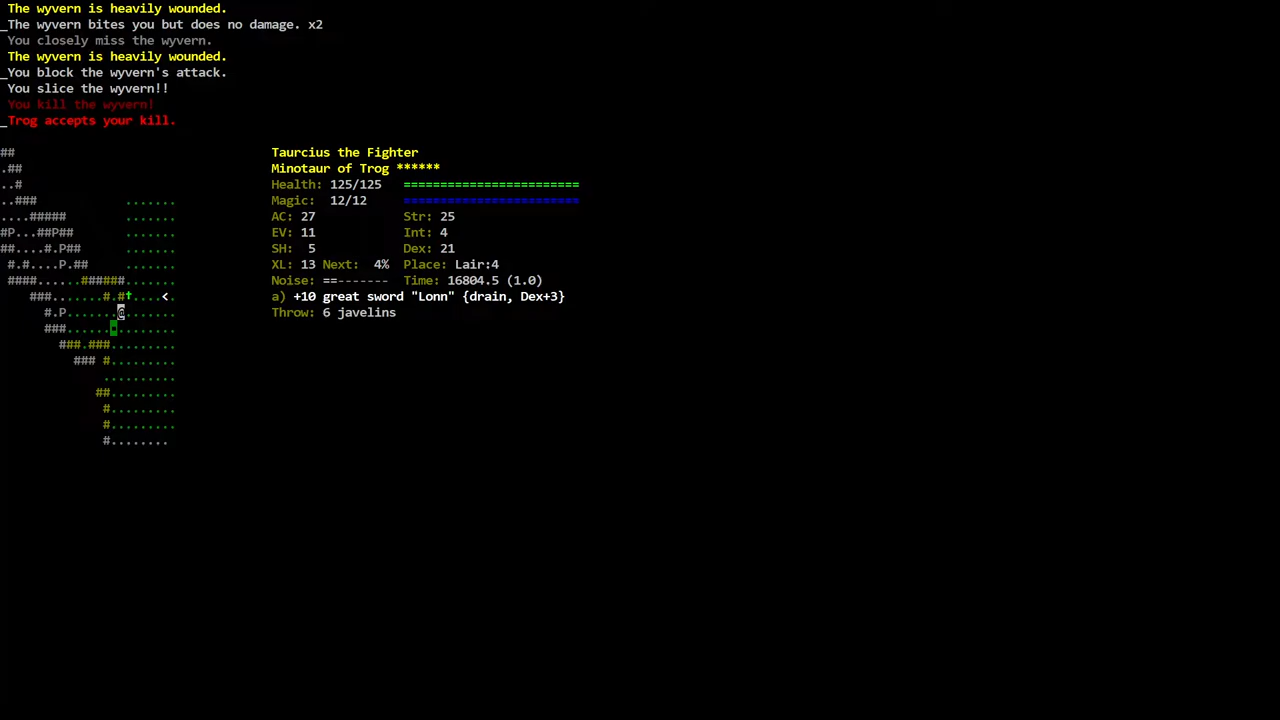 The wyvern is heavily wounded.
_The wyvern bites you but does no damage. x2
You closely miss the wyvern.
The wyvern is heavily wounded.
_You block the wyvern's attack.
You slice the wyvern!!
You kill the wyvern!
_Trog accepts your kill.
##
.##
..#
..###
....#####
#P...##P##
##....#.P##
#.#....P.##
####......######
###.......#.#†....<.
#.P.......@.......
###..............
###.###.........
### #.........
..........
##.........
#.........
#.........
#........
Taurcius the Fighter
Minotaur of Trog ******
Health: 125/125 ========================
Magic: 12/12 ========================
AC: 27 Str: 25
EV: 11 Int: 4
SH: 5 Dex: 21
XL: 13 Next: 4% Place: Lair:4
Noise: ==------- Time: 16804.5 (1.0)
a) +10 great sword "Lonn" {drain, Dex+3}
Throw: 6 javelins